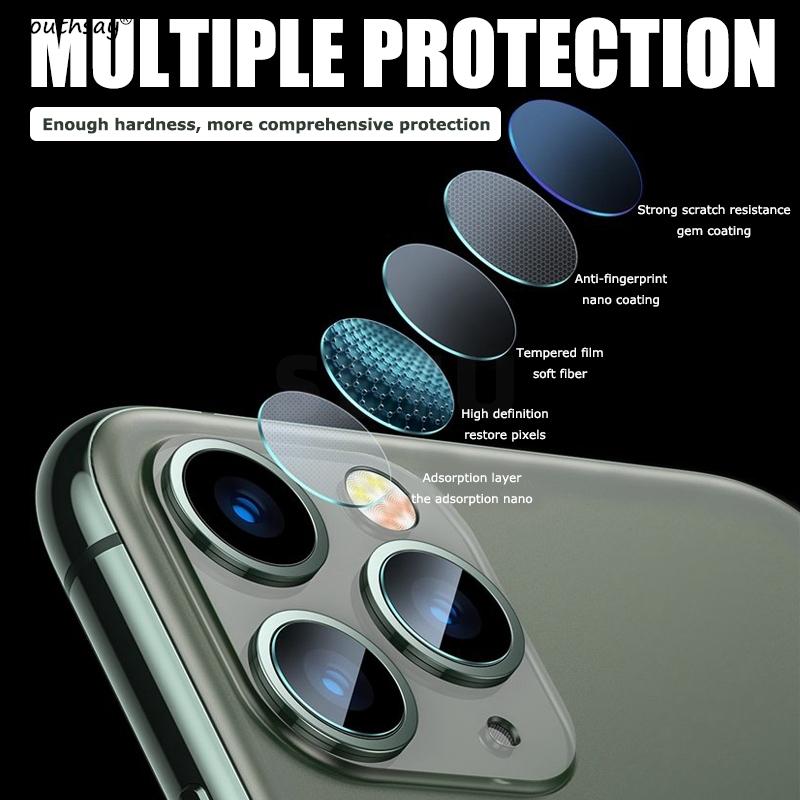 MULTIPLE PROTECTION
Enough hardness, more comprehensive protection
Strong scratch resistance
gem coating
Anti-fingerprint
nano coating
Tempered film
soft fiber
High definition
restore pixels
Adsorption layer
the adsorption nano